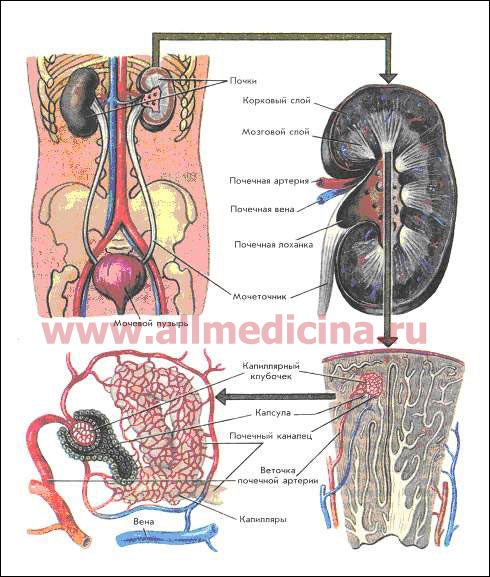 Почки
Корковый слой
Мозговой слой
Почечная артерия
Почечная вена
Почечная лоханка
Мочеточник
Мочевой пузырь
www.allmedicina.ru
Капиллярный
клубочек
Капсула
Почечный каналец
Веточка
почечной артерии
Капилляры
Вена